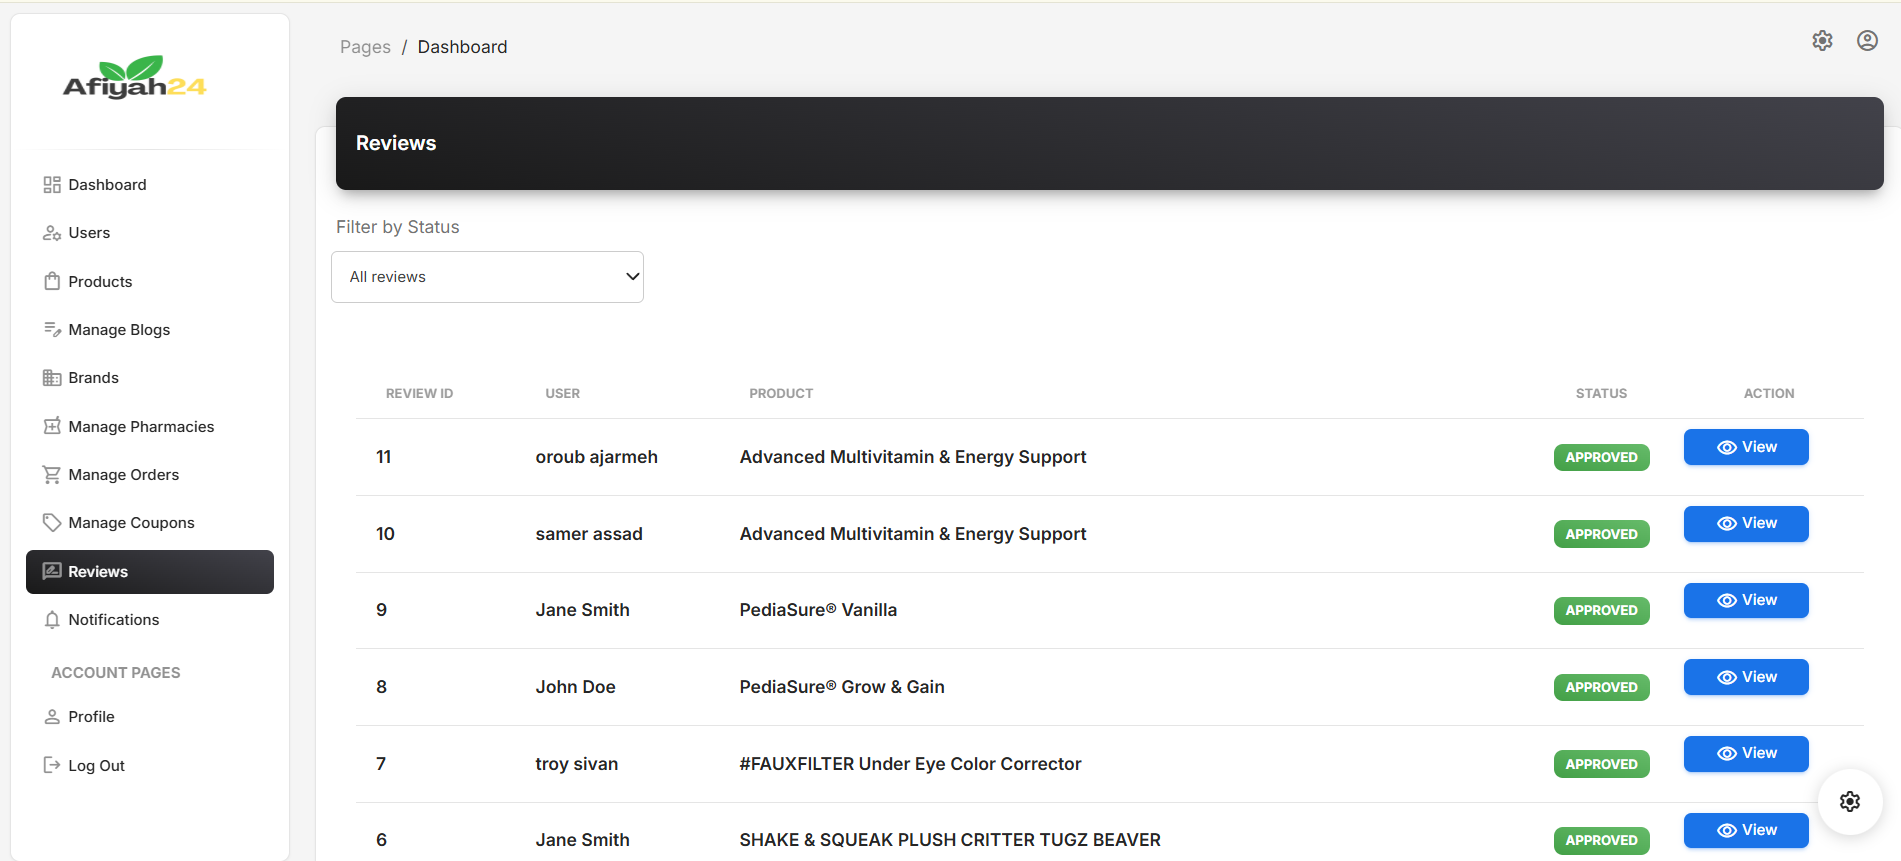 Afiyah24
Dashboard
Users
Products
Manage Blogs
Brands
Manage Pharmacies
Manage Orders
Manage Coupons
Reviews
Notifications
ACCOUNT PAGES
Profile
Log Out
Pages / Dashboard
Reviews
Filter by Status
All reviews
REVIEW ID USER PRODUCT STATUS ACTION
11 oroub ajarmeh Advanced Multivitamin & Energy Support APPROVED View
10 samer assad Advanced Multivitamin & Energy Support APPROVED View
9 Jane Smith PediaSure® Vanilla APPROVED View
8 John Doe PediaSure® Grow & Gain APPROVED View
7 troy sivan #FAUXFILTER Under Eye Color Corrector APPROVED View
6 Jane Smith SHAKE & SQUEAK PLUSH CRITTER TUGZ BEAVER APPROVED View